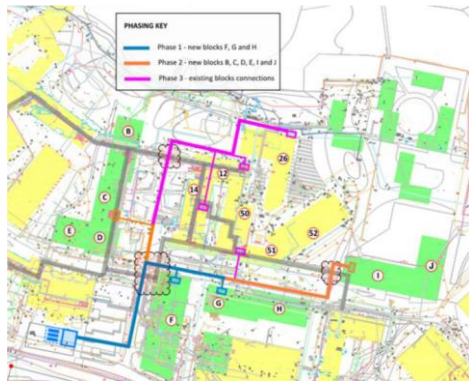 PHASING KEY
Phase 1 - new blocks F, G and H
Phase 2 - new blocks B, C, D, E, I and J
Phase 3 - existing blocks connections
B
26
12
14
C
50
E
D
52
51
J
I
G
H
F